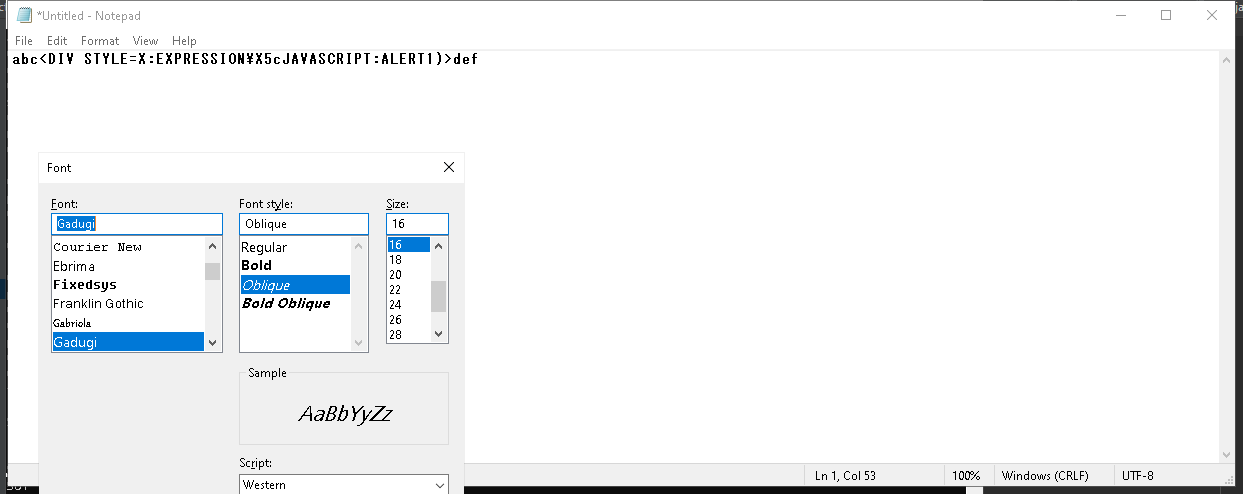 *Untitled - Notepad
File Edit Format View Help
abc<DIV STYLE=X:EXPRESSION¥X5cJAVASCRIPT:ALERT1)>def
Font
Font: Font style: Size:
Gadugi Oblique 16
Courier New Regular 16
Ebrima Bold 18
Fixedsys Oblique 20
Franklin Gothic Bold Oblique 22
Gabriola 24
Gadugi 26
28
Sample
AaBbYyZz
Script:
Western
Ln 1, Col 53 100% Windows (CRLF) UTF-8